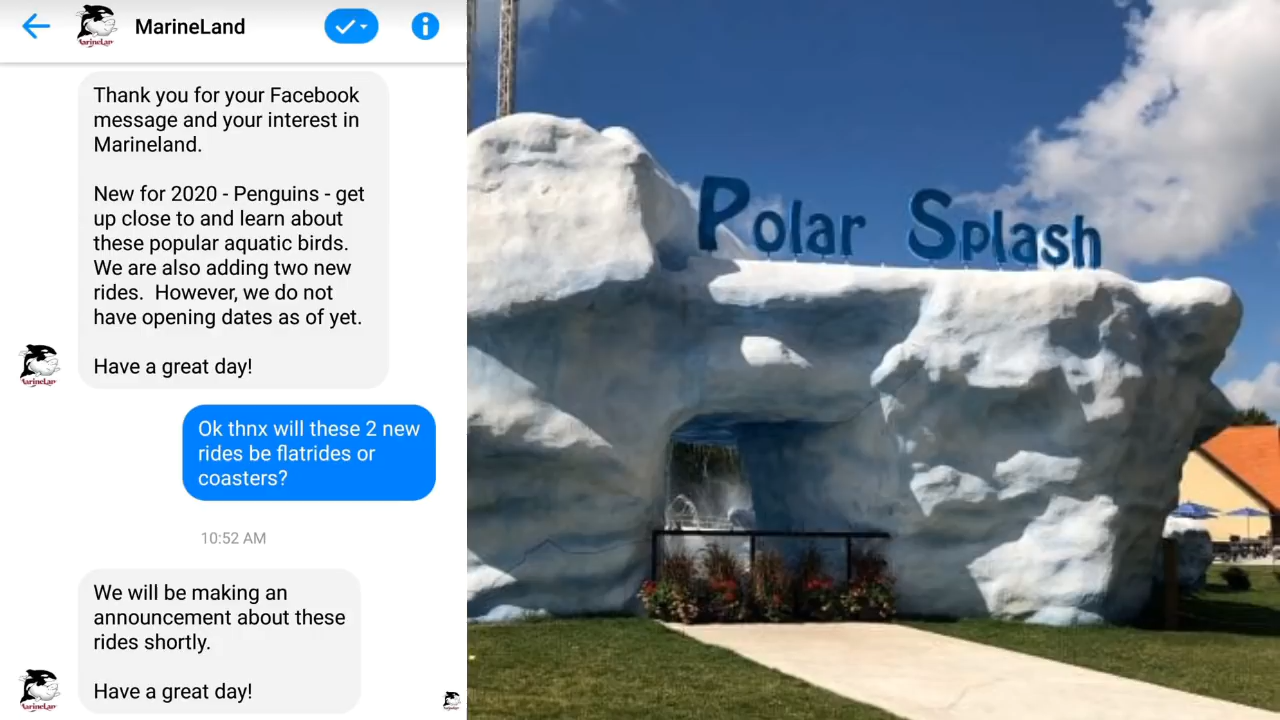 MarineLand
Thank you for your Facebook
message and your interest in
Marineland.
New for 2020 - Penguins - get
up close to and learn about
these popular aquatic birds.
We are also adding two new
rides.  However, we do not
have opening dates as of yet.
Have a great day!
Ok thnx will these 2 new
rides be flatrides or
coasters?
10:52 AM
We will be making an
announcement about these
rides shortly.
Have a great day!
Polar Splash